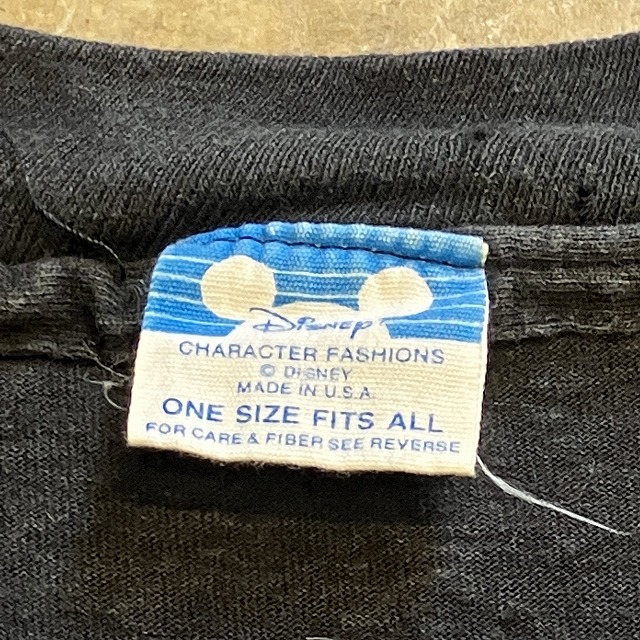 Disney
CHARACTER FASHIONS
© DISNEY
MADE IN U.S.A.
ONE SIZE FITS ALL
FOR CARE & FIBER SEE REVERSE